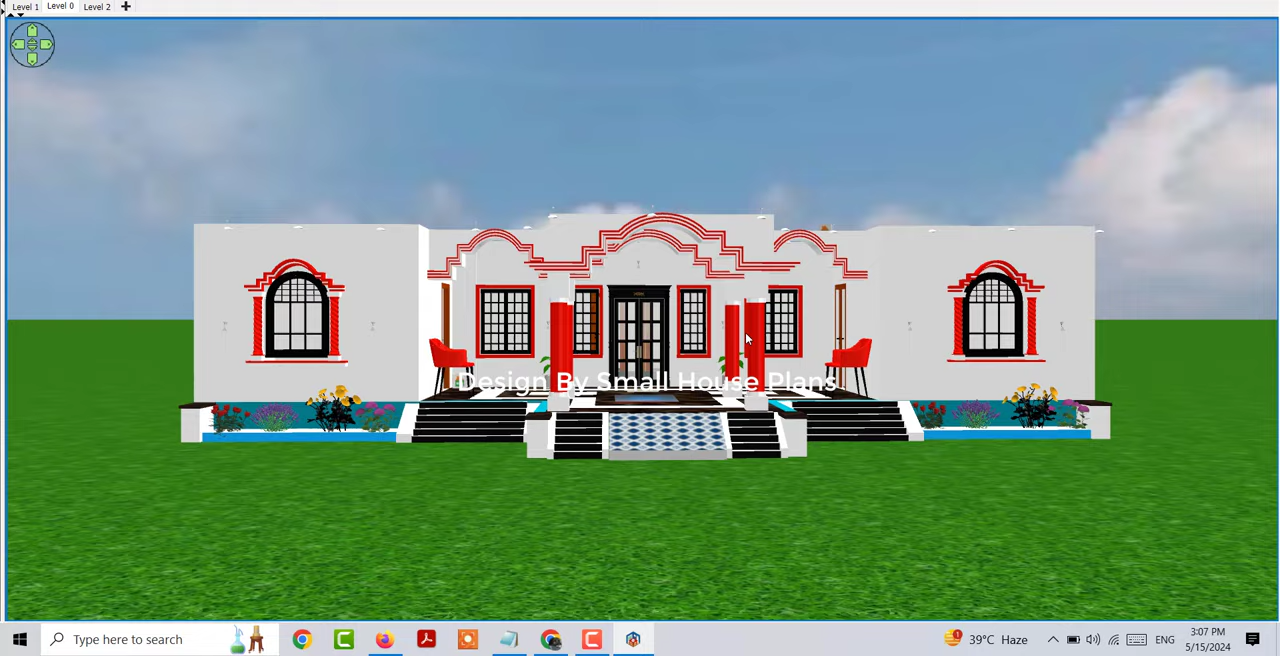 Level 1 Level 0 Level 2
Design By Small House Plans
Type here to search
39°C Haze
ENG
3:07 PM
5/15/2024